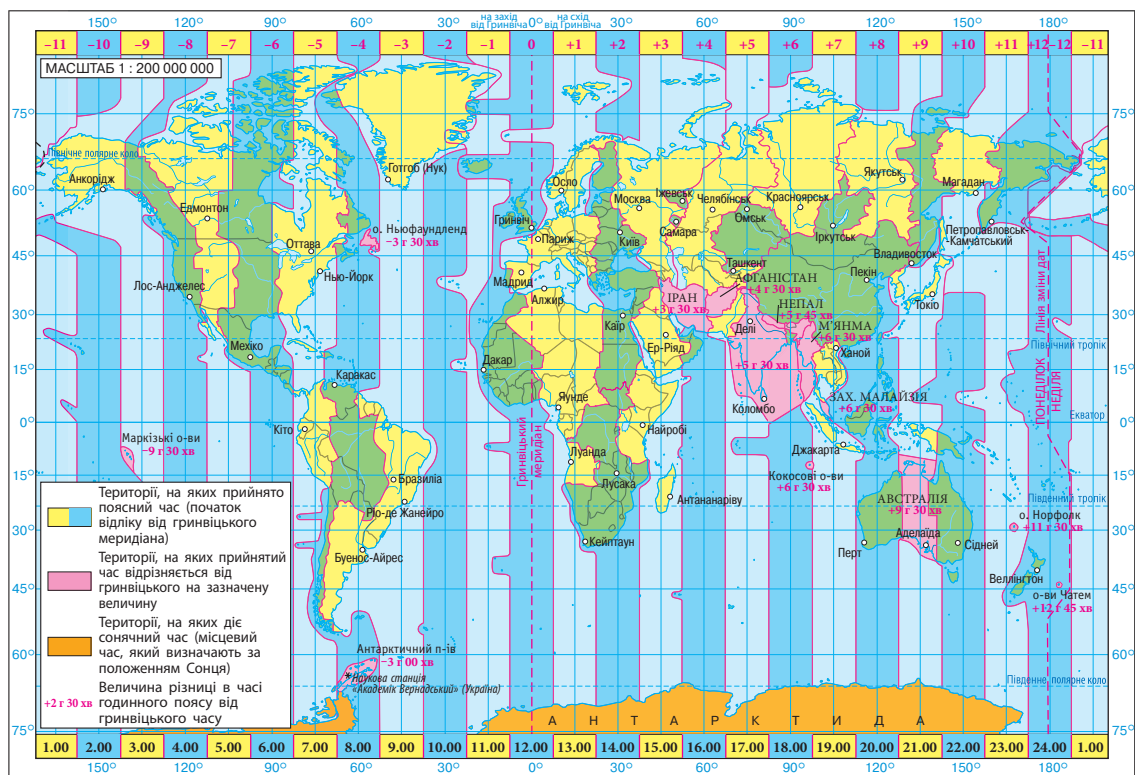 на захід від Гринвіча
на схід від Гринвіча
150° 120° 90° 60° 30° 0° 30° 60° 90° 120° 150° 180°
–11 –10 –9 –8 –7 –6 –5 –4 –3 –2 –1 0 +1 +2 +3 +4 +5 +6 +7 +8 +9 +10 +11 +12 –12 –11
МАСШТАБ 1 : 200 000 000
75° 75°
Північне полярне коло
Анкорідж
Готгоб (Нук)
Осло
Якутськ
Магадан
60° 60°
Едмонтон
Москва
Іжевськ
Челябінськ
Красноярськ
о. Ньюфаундленд
–3 г 30 хв
Гринвіч
Париж
Київ
Самара
Омськ
Іркутськ
Петропавловськ-
-Камчатський
Оттава
45° 45°
Нью-Йорк
Лос-Анджелес
Мадрид
Алжир
Ташкент
Владивосток
Пекін
Токіо
АФГАНІСТАН
+4 г 30 хв
ІРАН
+3 г 30 хв
НЕПАЛ
+5 г 45 хв
Лінія зміни дат
30° 30°
Каїр
Делі
М'ЯНМА
+6 г 30 хв
Мехіко
Ер-Ріяд
Ханой
Північний тропік
Дакар
+5 г 30 хв
15° 15°
Каракас
Яунде
Коломбо
ЗАХ. МАЛАЙЗІЯ
+6 г 30 хв
ПОНЕДІЛОК
НЕДІЛЯ
Екватор
0° 0°
Кіто
Найробі
Джакарта
Маркізькі о-ви
–9 г 30 хв
Гринвіцький
меридіан
Луанда
Кокосові о-ви
+6 г 30 хв
15° 15°
Бразиліа
Лусака
Антананаріву
Ріо-де Жанейро
АВСТРАЛІЯ
+9 г 30 хв
Південний тропік
о. Норфолк
+11 г 30 хв
30° 30°
Буенос-Айрес
Кейптаун
Перт
Аделаїда
Сідней
Веллінгтон
45° 45°
о-ви Чатем
+12 г 45 хв
Території, на яких прийнято
поясний час (початок
відліку від гринвіцького
меридіана)
Території, на яких прийнятий
час відрізняється від
гринвіцького на зазначену
величину
Території, на яких діє
сонячний час (місцевий
час, який визначають за
положенням Сонця)
+2 г 30 хв
Величина різниці в часі
годинного поясу від
гринвіцького часу
60° 60°
Антарктичний п-ів
–3 г 00 хв
Наукова станція
«Академік Вернадський» (Україна)
Південне полярне коло
АНТАРКТИДА
75° 75°
1.00 2.00 3.00 4.00 5.00 6.00 7.00 8.00 9.00 10.00 11.00 12.00 13.00 14.00 15.00 16.00 17.00 18.00 19.00 20.00 21.00 22.00 23.00 24.00 1.00
150° 120° 90° 60° 30° 0° 30° 60° 90° 120° 150° 180°